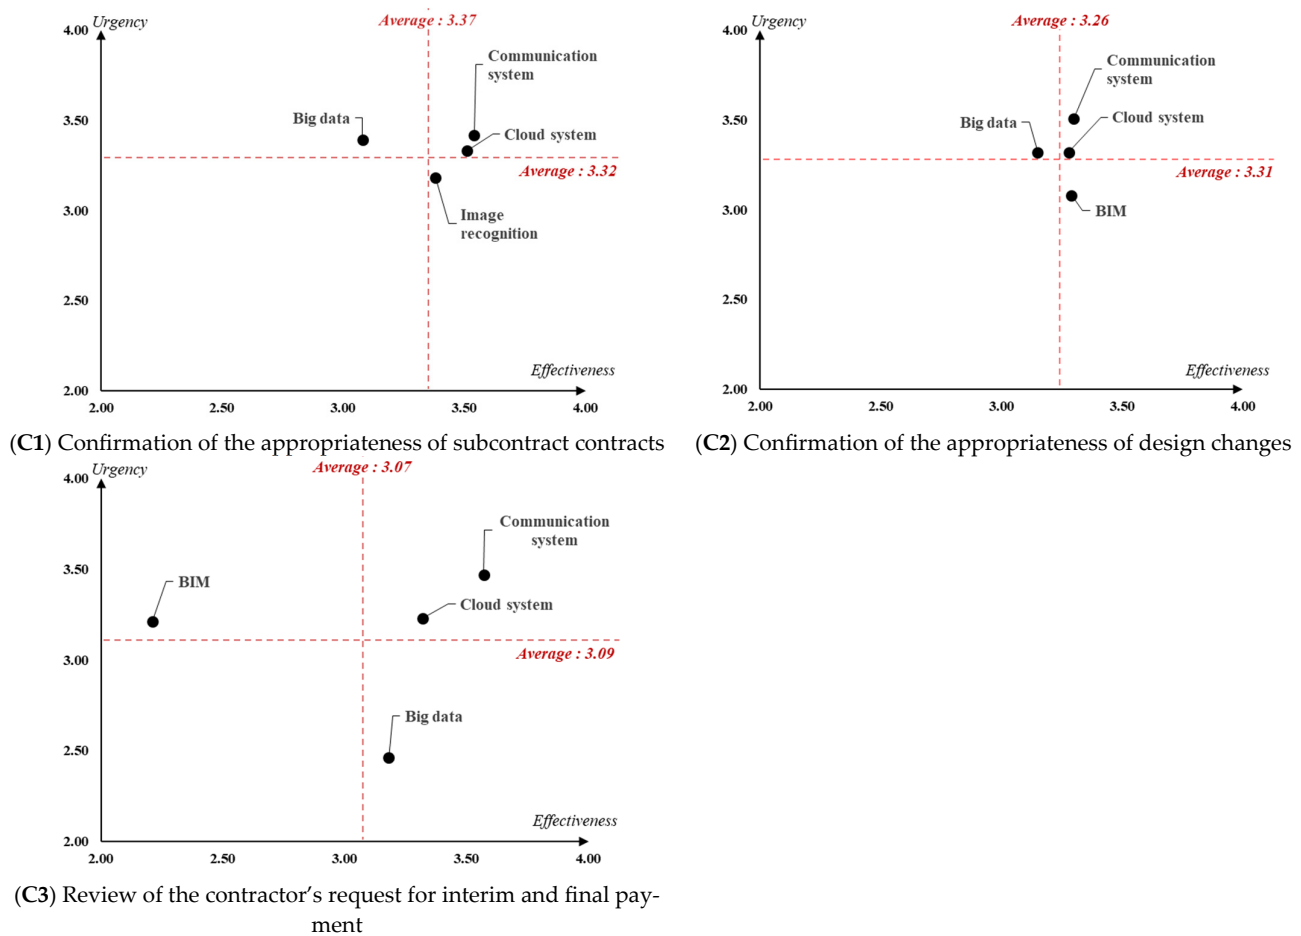 Urgency
Average : 3.37
4.00
Communication
system
3.50
Big data
Cloud system
Average : 3.32
3.00
Image
recognition
2.50
Effectiveness
2.00
2.00 2.50 3.00 3.50 4.00
(C1) Confirmation of the appropriateness of subcontract contracts
Urgency
Average : 3.26
4.00
Communication
system
3.50
Big data
Cloud system
Average : 3.31
3.00
BIM
2.50
Effectiveness
2.00
2.00 2.50 3.00 3.50 4.00
(C2) Confirmation of the appropriateness of design changes
Urgency
Average : 3.07
4.00
Communication
system
3.50
BIM
Cloud system
3.00
Average : 3.09
Big data
2.50
Effectiveness
2.00
2.00 2.50 3.00 3.50 4.00
(C3) Review of the contractor’s request for interim and final pay-
ment